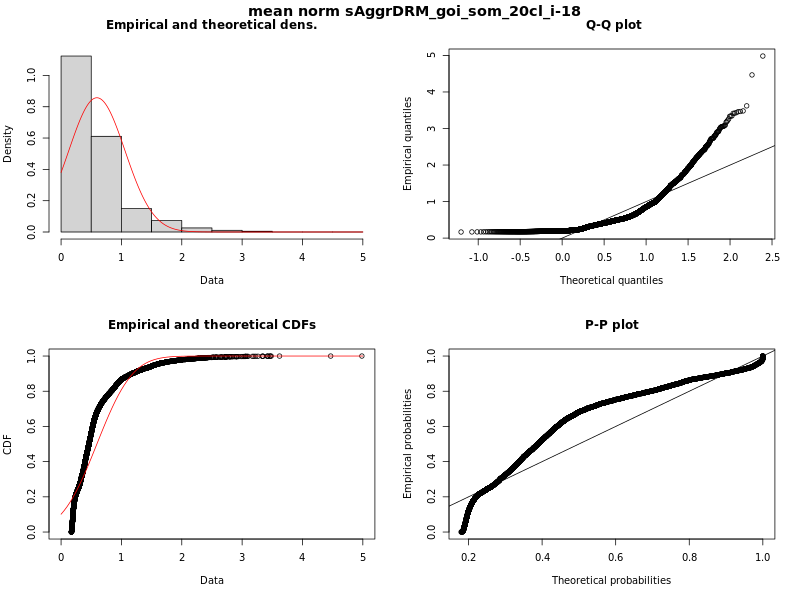 mean norm sAggrDRM_goi_som_20cl_i-18
Empirical and theoretical dens.
Density
0.0 0.2 0.4 0.6 0.8 1.0
0 1 2 3 4 5
Data
Q-Q plot
Empirical quantiles
0 1 2 3 4 5
-1.0 -0.5 0.0 0.5 1.0 1.5 2.0 2.5
Theoretical quantiles
Empirical and theoretical CDFs
CDF
0.0 0.2 0.4 0.6 0.8 1.0
0 1 2 3 4 5
Data
P-P plot
Empirical probabilities
0.0 0.2 0.4 0.6 0.8 1.0
0.2 0.4 0.6 0.8 1.0
Theoretical probabilities